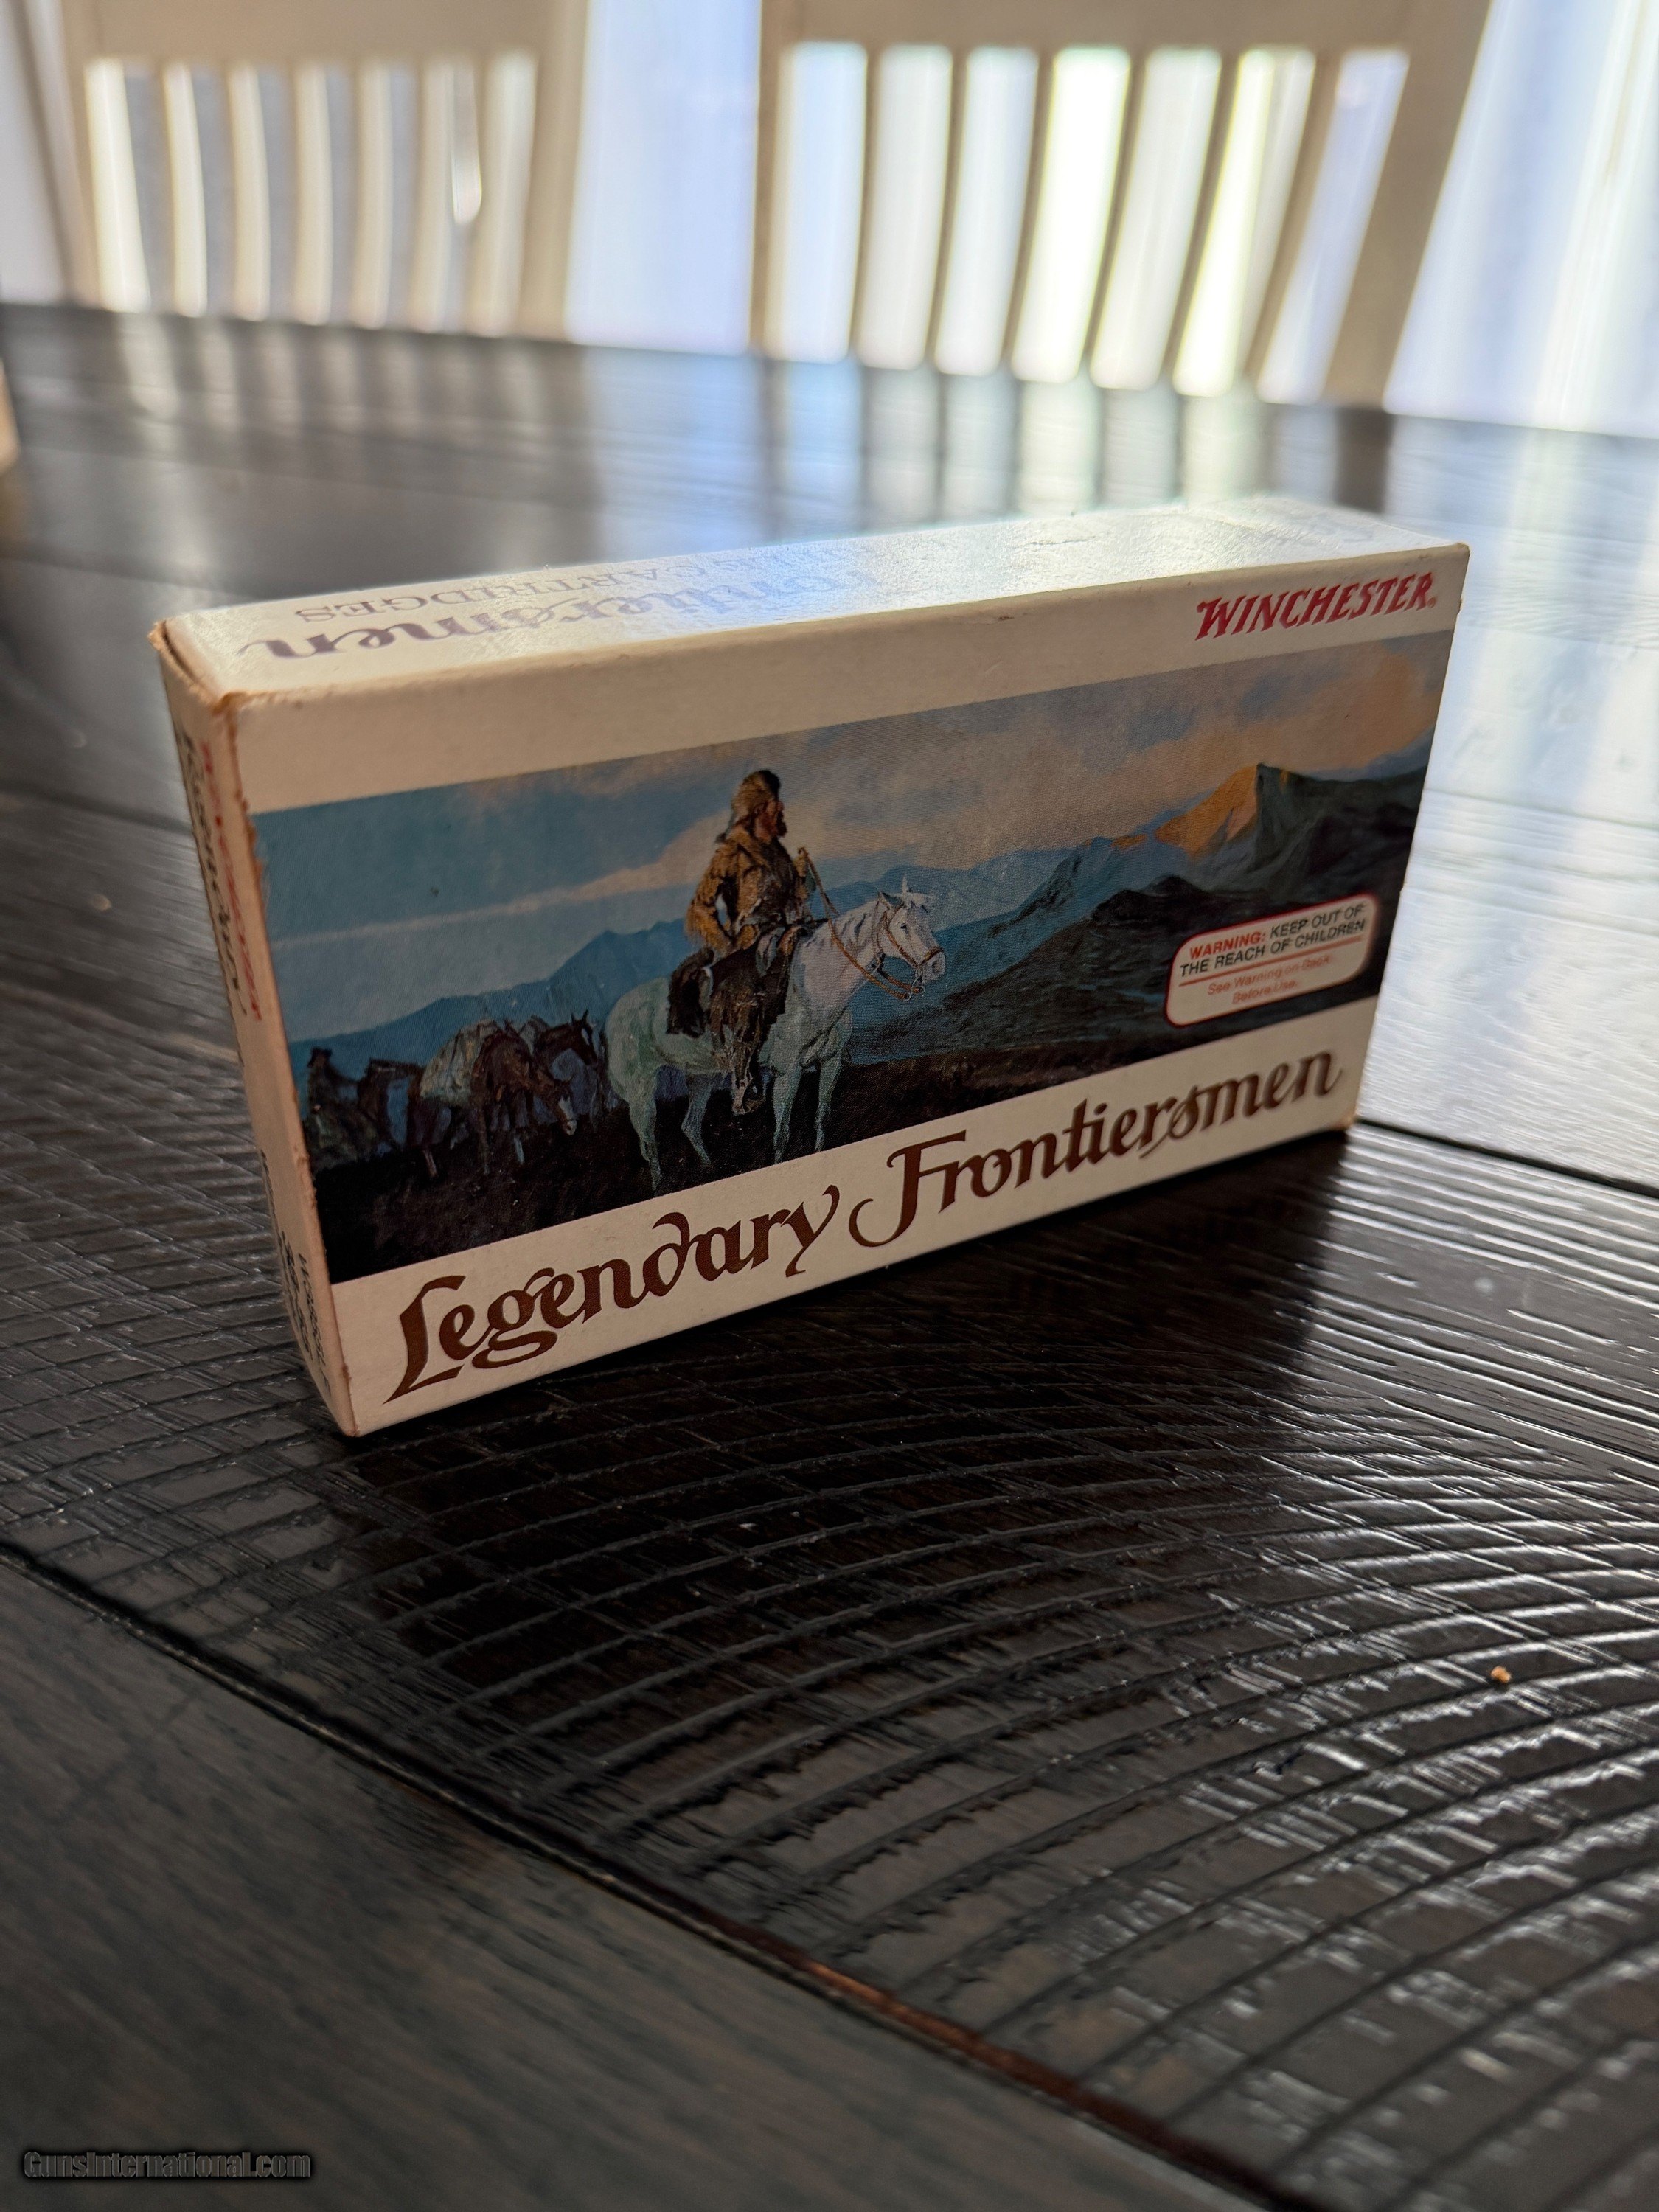 ontiersmen
CARTRIDGES
WINCHESTER®
WARNING: KEEP OUT OF
THE REACH OF CHILDREN
See Warning on Back
Before Use.
Legendary Frontiersmen
GunsInternational.com